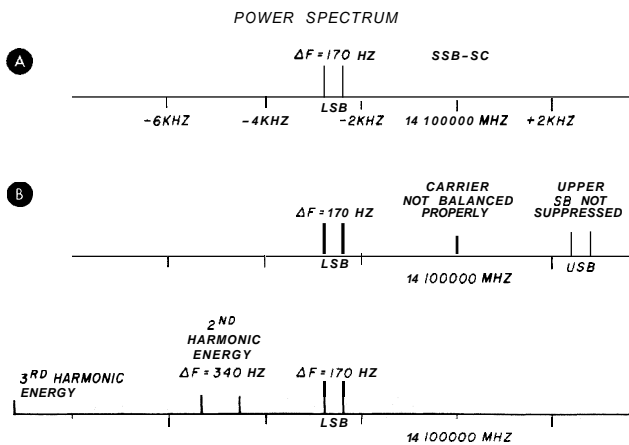 POWER SPECTRUM
A
ΔF=170 HZ
SSB-SC
LSB
-6KHZ
-4KHZ
-2KHZ
14 100000 MHZ
+2KHZ
B
ΔF=170 HZ
CARRIER
NOT BALANCED
PROPERLY
UPPER
SB NOT
SUPPRESSED
LSB
14 100000 MHZ
USB
2ND
HARMONIC
ENERGY
ΔF=340 HZ
3RD HARMONIC
ENERGY
ΔF=170 HZ
LSB
14 100000 MHZ